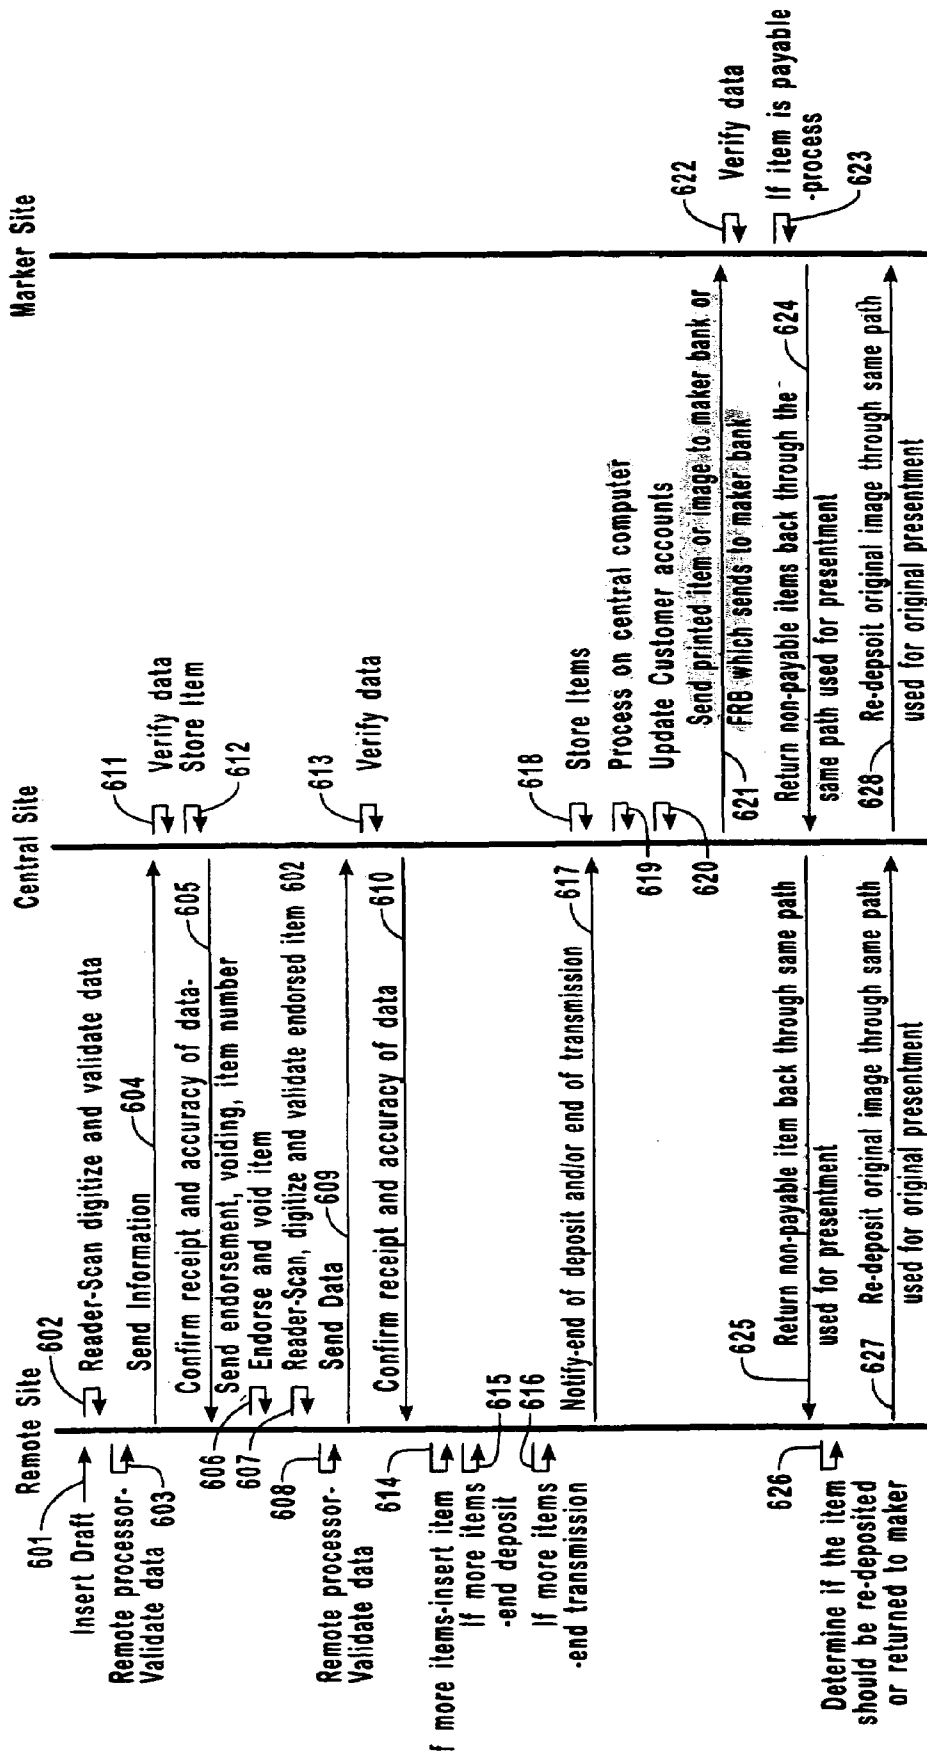 Remote Site
Central Site
Marker Site
601
Insert Draft
602
Reader-Scan digitize and validate data
Remote processor-
Validate data
603
604
Send Information
611
Verify data
Store Item
612
605
Confirm receipt and accuracy of data-
Send endorsement, voiding, item number
606
Endorse and void item
607
Reader-Scan, digitize and validate endorsed item 602
608
Remote processor-
Validate data
609
Send Data
613
Verify data
610
Confirm receipt and accuracy of data
614
f more items-insert item
If more items
-end deposit
615
616
If more items
-end transmission
617
Notify-end of deposit and/or end of transmission
618
Store Items
Process on central computer
619
Update Customer accounts
620
Send printed item or image to maker bank or
FRB which sends to maker bank
621
622
Verify data
If item is payable
-process
623
624
Return non-payable items back through the
same path used for presentment
625
Return non-payable item back through same path
used for presentment
626
Determine if the item
should be re-deposited
or returned to maker
627
Re-deposit original image through same path
used for original presentment
628
Re-depsoit original image through same path
used for original presentment